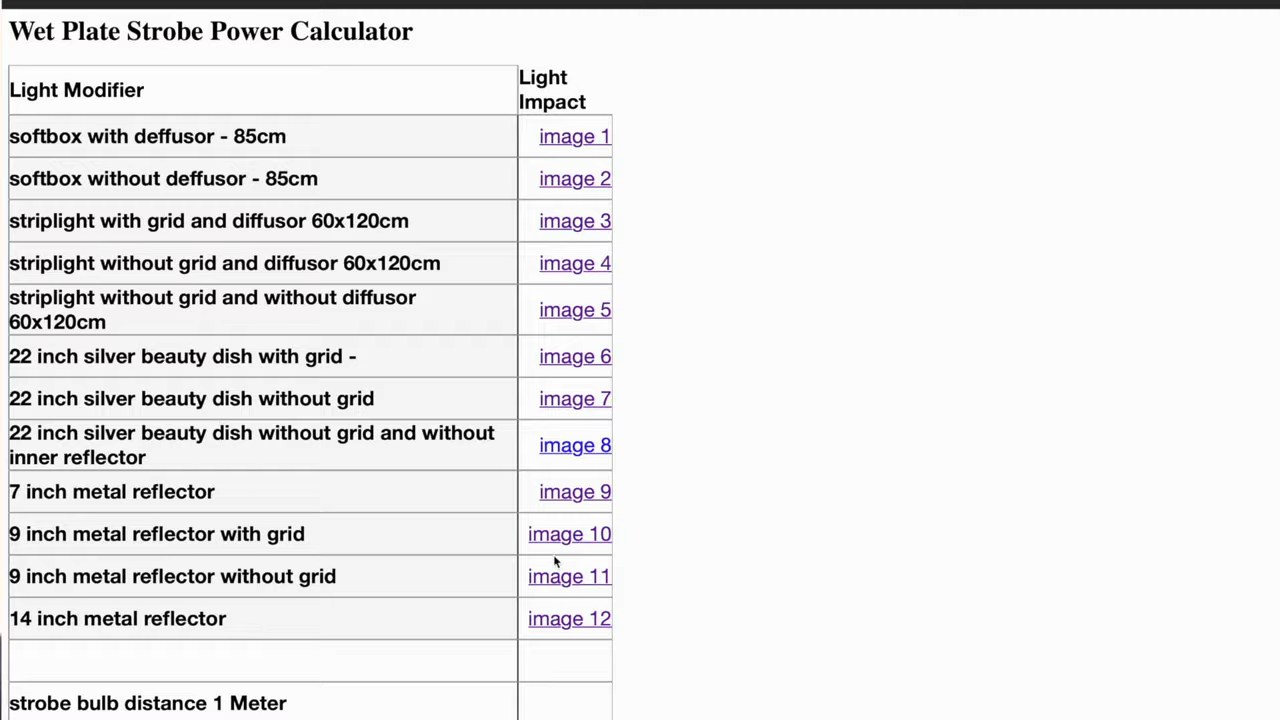 Wet Plate Strobe Power Calculator
Light Modifier
Light
Impact
softbox with deffusor - 85cm
image 1
softbox without deffusor - 85cm
image 2
striplight with grid and diffusor 60x120cm
image 3
striplight without grid and diffusor 60x120cm
image 4
striplight without grid and without diffusor
60x120cm
image 5
22 inch silver beauty dish with grid -
image 6
22 inch silver beauty dish without grid
image 7
22 inch silver beauty dish without grid and without
inner reflector
image 8
7 inch metal reflector
image 9
9 inch metal reflector with grid
image 10
9 inch metal reflector without grid
image 11
14 inch metal reflector
image 12
strobe bulb distance 1 Meter